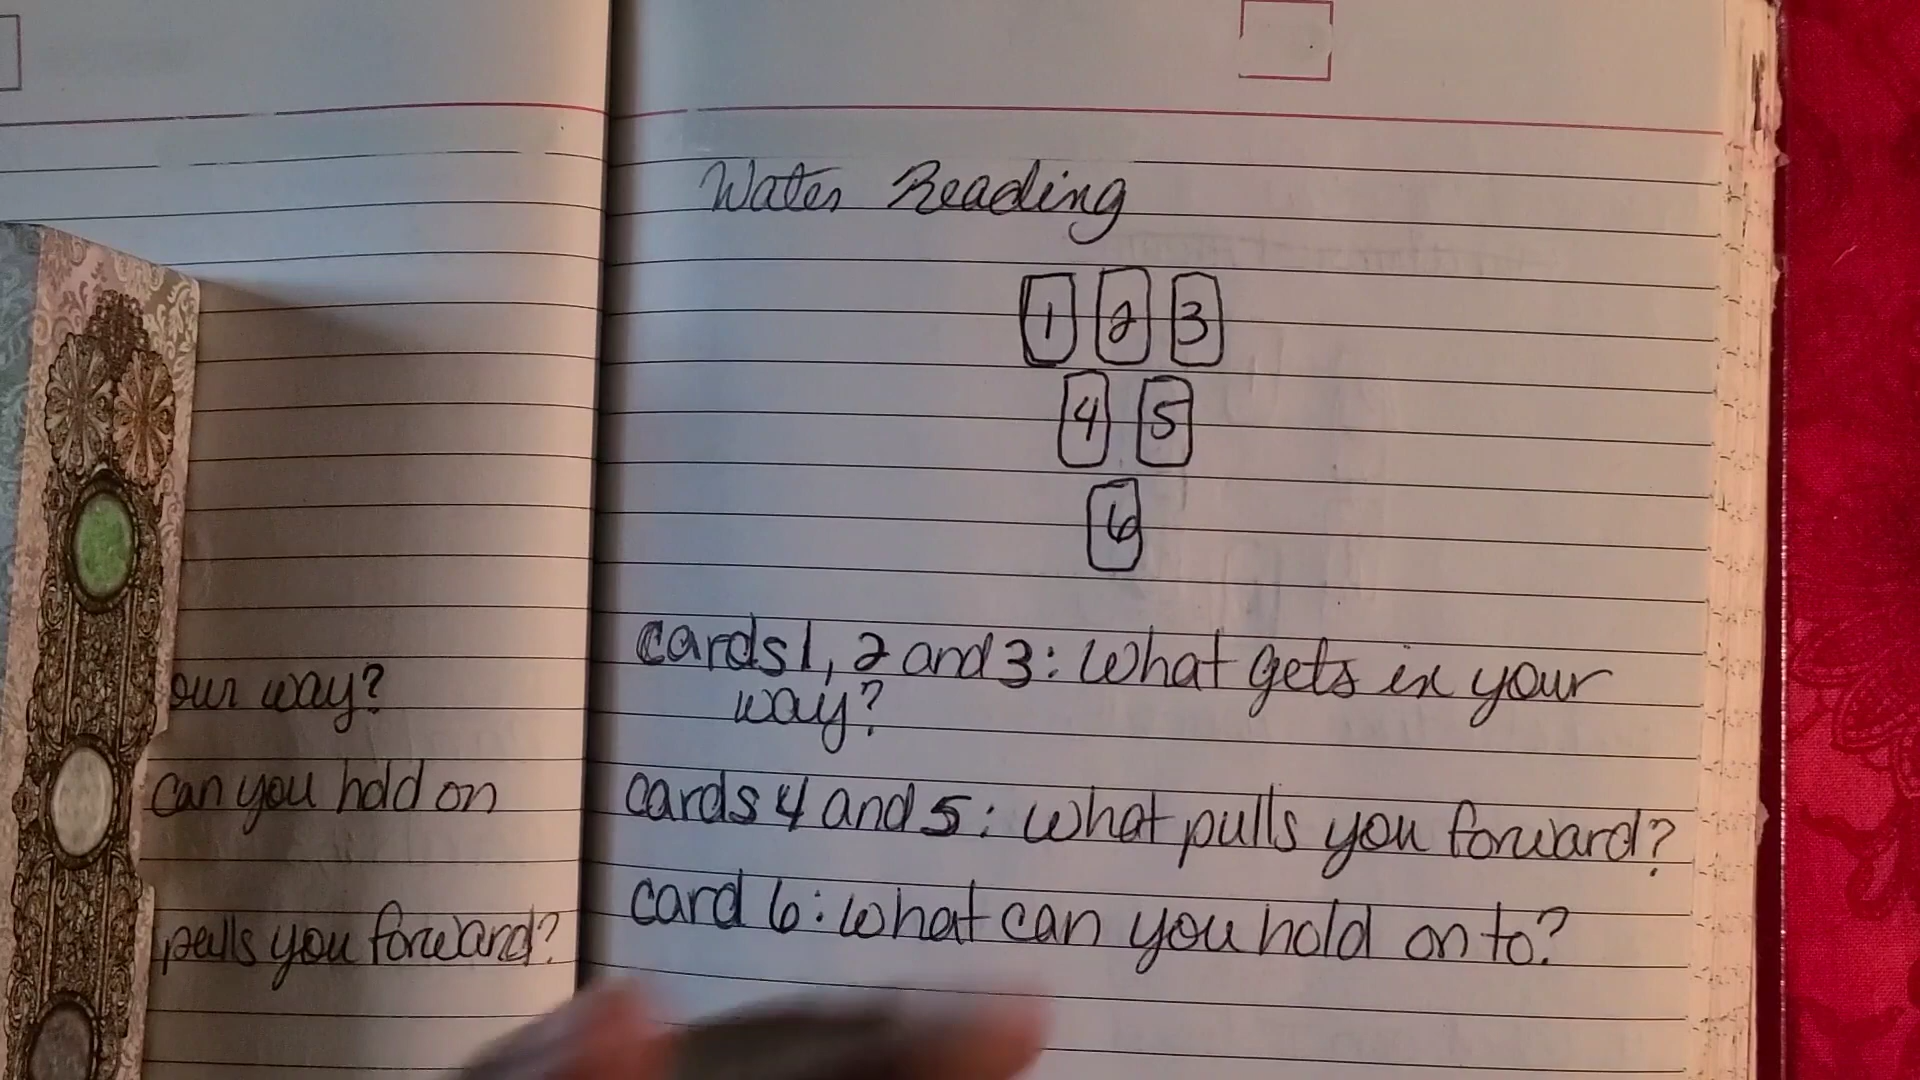 our way?
can you hold on
pulls you forward?
Water Reading
1 2 3
4 5
6
cards 1, 2 and 3: What gets in your
way?
cards 4 and 5: What pulls you forward?
card 6: What can you hold on to?